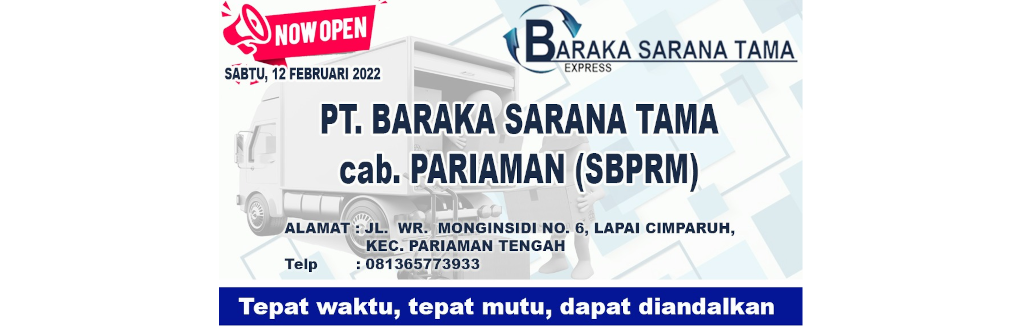 NOW OPEN
SABTU, 12 FEBRUARI 2022
BARAKA SARANA TAMA
EXPRESS
PT. BARAKA SARANA TAMA
cab. PARIAMAN (SBPRM)
ALAMAT : JL. WR. MONGINSIDI NO. 6, LAPAI CIMPARUH,
KEC. PARIAMAN TENGAH
Telp : 081365773933
Tepat waktu, tepat mutu, dapat diandalkan